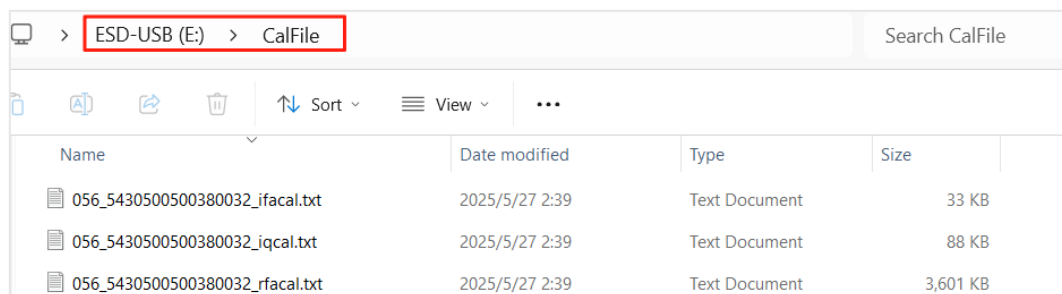 > ESD-USB (E:) > CalFile Search CalFile
Sort View ...
Name Date modified Type Size
056_5430500500380032_ifacal.txt 2025/5/27 2:39 Text Document 33 KB
056_5430500500380032_iqcal.txt 2025/5/27 2:39 Text Document 88 KB
056_5430500500380032_rfacal.txt 2025/5/27 2:39 Text Document 3,601 KB